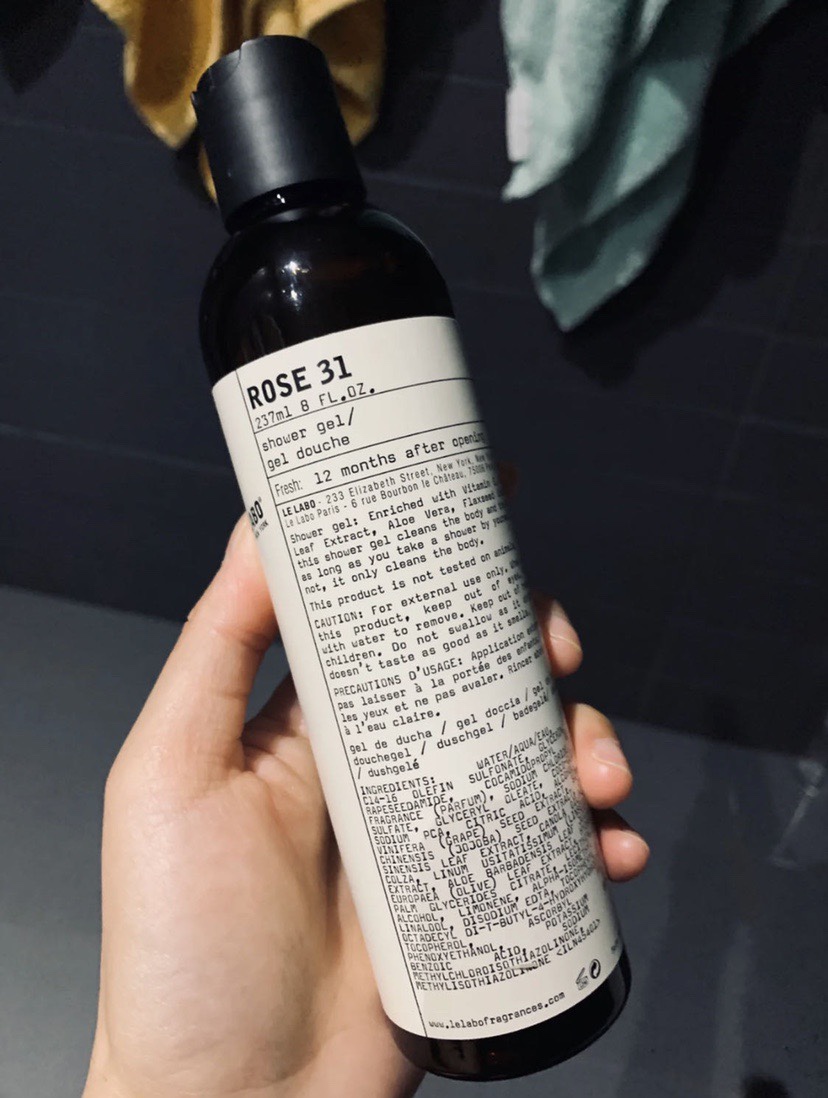 ROSE 31
237ml 8 FL.OZ.
shower gel/
gel douche
Fresh: 12 months after opening
LE LABO - 233 Elizabeth Street, New York, New
Le Labo Paris - 6 rue Bourbon le Château, 75006
Shower gel: Enriched with Vitamin
Leaf Extract, Aloe Vera, Flaxseed
this shower gel cleans the body and
as long as you take a shower by
not, it only cleans the body.
This product is not tested on
CAUTION: For external use only.
this product, keep out of
with water to remove. Keep out of
children. Do not swallow as it
doesn't taste as good as it smells.
PRECAUTIONS D'USAGE: Application
pas laisser à la portée des
les yeux et ne pas avaler. Rincer
à l'eau claire.
gel de ducha / gel doccia / gel
douchegel / duschgel / badegelé/
/ dushgelé
INGREDIENTS: WATER/AQUA/EAU,
C14-16 OLEFIN SULFONATE,
RAPESEEDAMIDE, COCAMIDOPROPYL
FRAGRANCE (PARFUM), SODIUM
SULFATE, GLYCERYL OLEATE,
SODIUM PCA, CITRIC ACID,
VINIFERA (GRAPE) SEED
CHINENSIS (JOJOBA) SEED
SINENSIS LEAF EXTRACT, CANOLA
COLZA, LINUM USITATISSIMUM
EXTRACT, ALOE BARBADENSIS LEAF
EUROPAEA (OLIVE) LEAF
PALM GLYCERIDES CITRATE,
ALCOHOL, LIMONENE,
LINALOOL, DISODIUM EDTA,
OCTADECYL DI-T-BUTYL-4-
TOCOPHEROL, ASCORBYL
PHENOXYETHANOL, POTASSIUM
BENZOIC ACID, SODIUM
METHYLCHLOROISOTHIAZOLINONE,
METHYLISOTHIAZOLINONE <ILN45402>
www.lelabofragrances.com